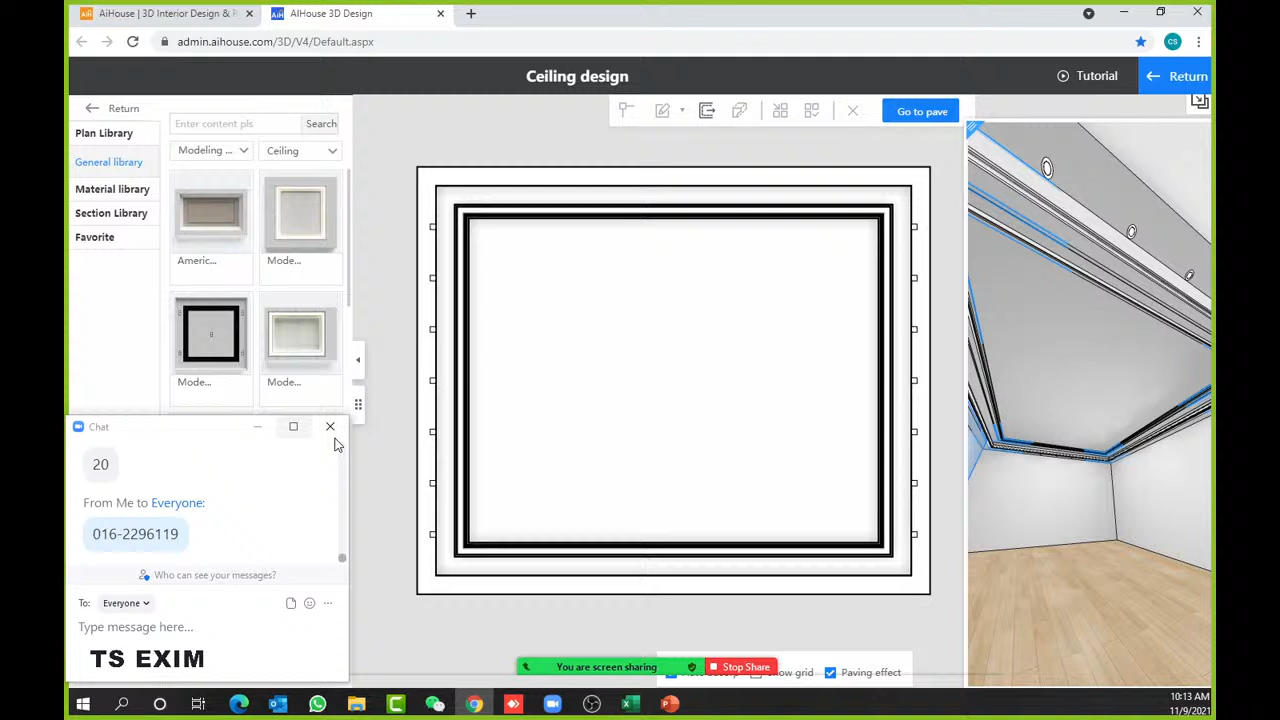 AiHouse | 3D Interior Design &
AIHouse 3D Design
admin.aihouse.com/3D/V4/Default.aspx
CS
Ceiling design
Tutorial
Return
Return
Plan Library
General library
Material library
Section Library
Favorite
Enter content pls
Search
Modeling ...
Ceiling
Americ...
Mode...
Mode...
Mode...
Go to pave
Chat
20
From Me to Everyone:
016-2296119
Who can see your messages?
To: Everyone
Type message here...
TS EXIM
You are screen sharing
Stop Share
grid
Paving effect
10:13 AM
11/9/2021